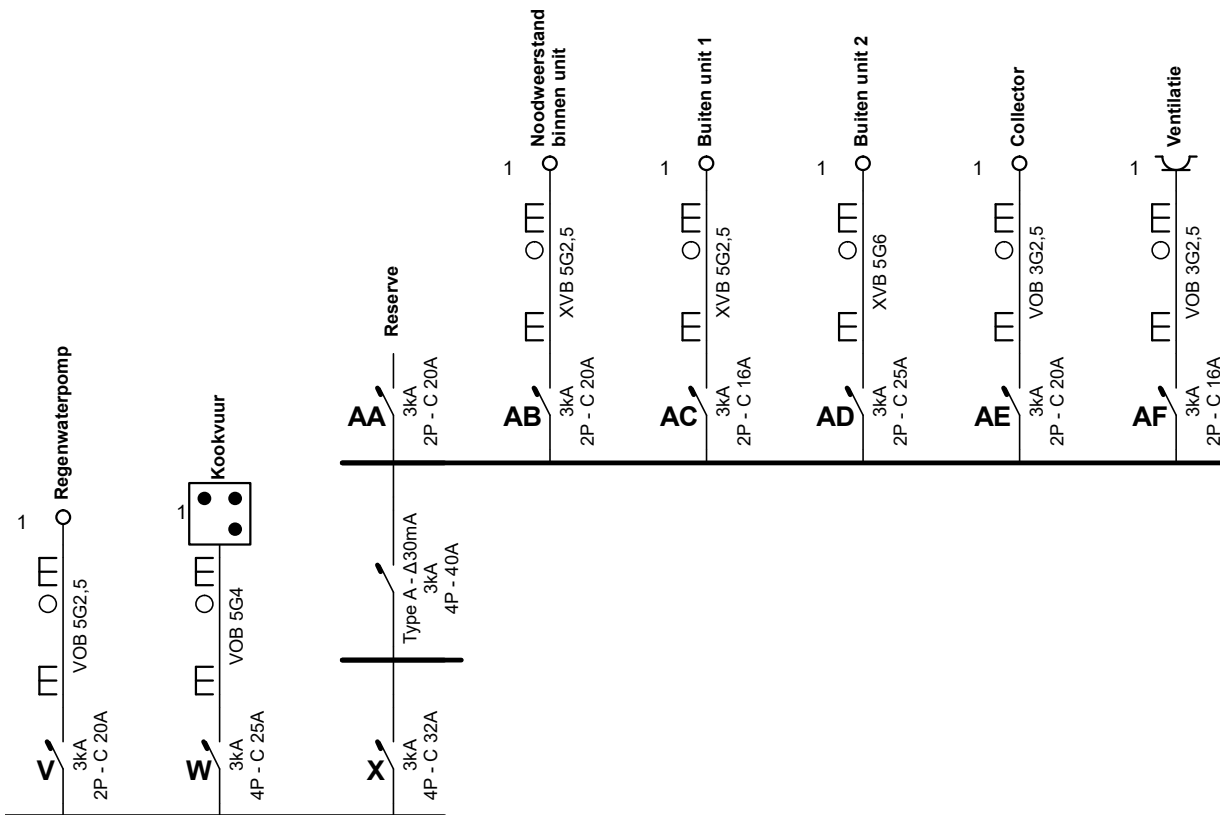 Regenwaterpomp
1
VOB 5G2,5
V
3kA
2P - C 20A
Kookvuur
1
VOB 5G4
W
3kA
4P - C 25A
X
3kA
4P - C 32A
Type A - Δ30mA
3kA
4P - 40A
Reserve
AA
3kA
2P - C 20A
Noodweerstand
binnen unit
1
XVB 5G2,5
AB
3kA
2P - C 20A
Buiten unit 1
1
XVB 5G2,5
AC
3kA
2P - C 16A
Buiten unit 2
1
XVB 5G6
AD
3kA
2P - C 25A
Collector
1
VOB 3G2,5
AE
3kA
2P - C 20A
Ventilatie
1
VOB 3G2,5
AF
3kA
2P - C 16A